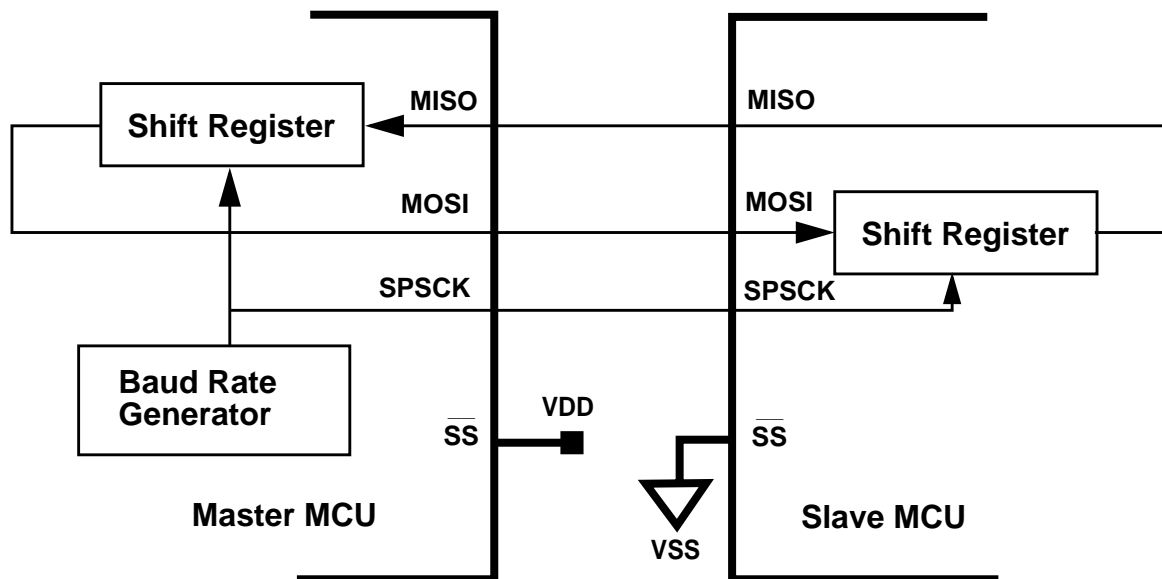 MISO
MISO
Shift Register
MOSI
MOSI
Shift Register
SPSCK
SPSCK
Baud Rate
Generator
VDD
SS
SS
Master MCU
Slave MCU
VSS